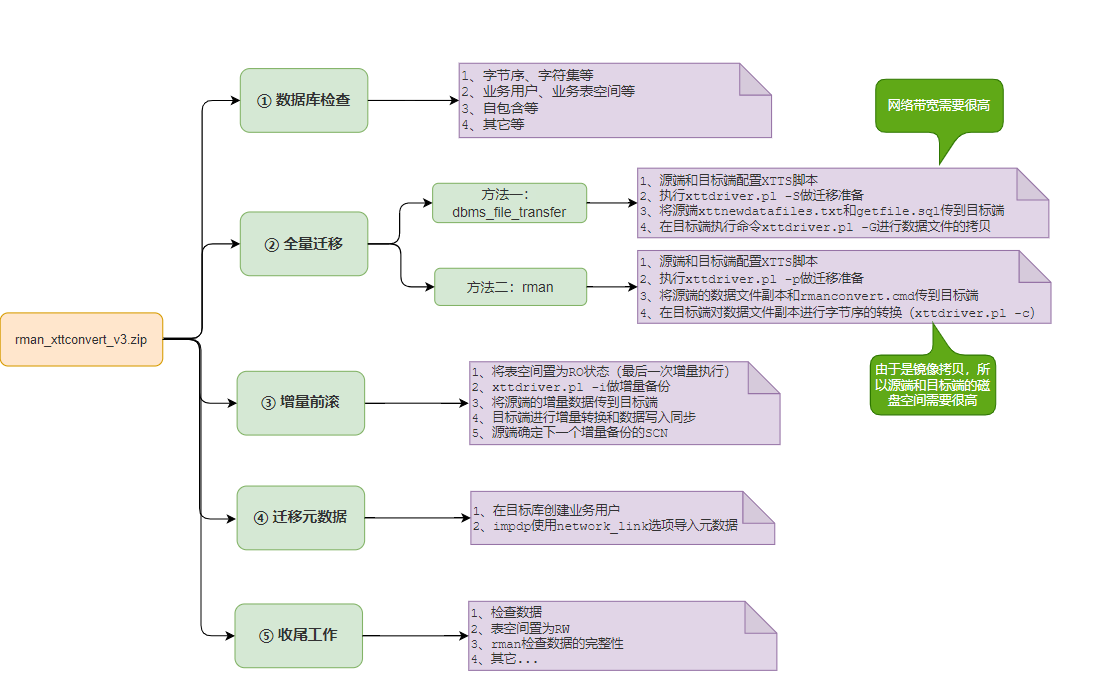 rman_xttconvert_v3.zip
① 数据库检查
1、字节序、字符集等
2、业务用户、业务表空间等
3、自包含等
4、其它等
② 全量迁移
方法一：
dbms_file_transfer
网络带宽需要很高
1、源端和目标端配置XTTS脚本
2、执行xttdriver.pl -S做迁移准备
3、将源端xttnewdatafiles.txt和getfile.sql传到目标端
4、在目标端执行命令xttdriver.pl -G进行数据文件的拷贝
方法二：rman
1、源端和目标端配置XTTS脚本
2、执行xttdriver.pl -p做迁移准备
3、将源端的数据文件副本和rmanconvert.cmd传到目标端
4、在目标端对数据文件副本进行字节序的转换（xttdriver.pl -c）
由于是镜像拷贝，所
以源端和目标端的磁
盘空间需要很高
③ 增量前滚
1、将表空间置为RO状态（最后一次增量执行）
2、xttdriver.pl -i做增量备份
3、将源端的增量数据传到目标端
4、目标端进行增量转换和数据写入同步
5、源端确定下一个增量备份的SCN
④ 迁移元数据
1、在目标库创建业务用户
2、impdp使用network_link选项导入元数据
⑤ 收尾工作
1、检查数据
2、表空间置为RW
3、rman检查数据的完整性
4、其它...